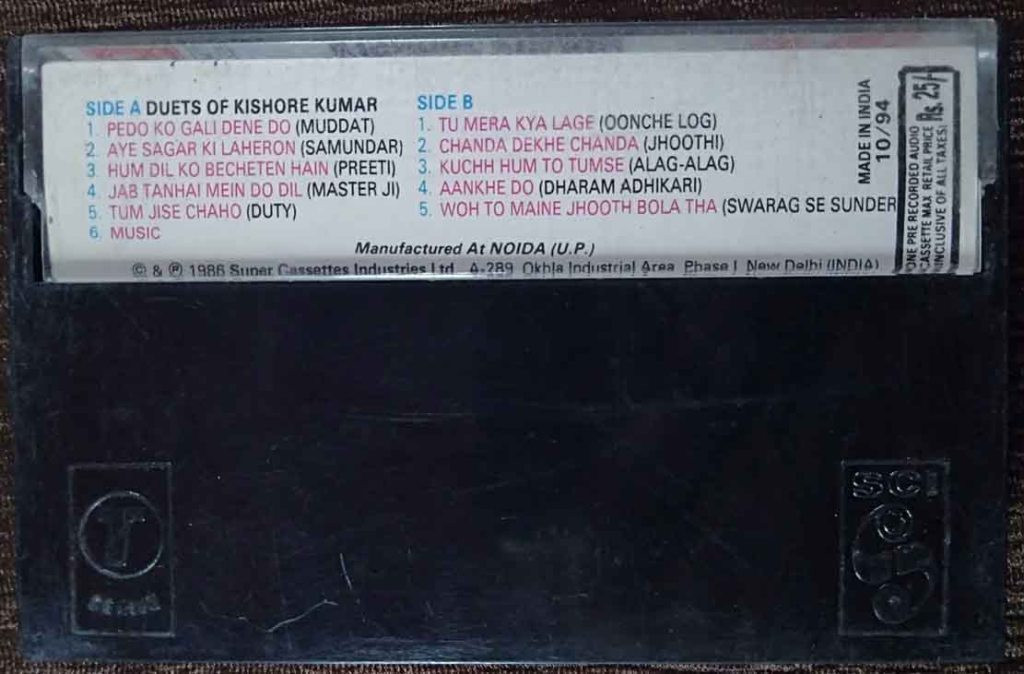 SIDE A DUETS OF KISHORE KUMAR
1. PEDO KO GALI DENE DO (MUDDAT)
2. AYE SAGAR KI LAHERON (SAMUNDAR)
3. HUM DIL KO BECHETEN HAIN (PREETI)
4. JAB TANHAI MEIN DO DIL (MASTER JI)
5. TUM JISE CHAHO (DUTY)
6. MUSIC
SIDE B
1. TU MERA KYA LAGE (OONCHE LOG)
2. CHANDA DEKHE CHANDA (JHOOTHI)
3. KUCHH HUM TO TUMSE (ALAG-ALAG)
4. AANKHE DO (DHARAM ADHIKARI)
5. WOH TO MAINE JHOOTH BOLA THA (SWARAG SE SUNDER
Manufactured At NOIDA (U.P.)
© & ℗ 1986 Super Cassettes Industries Ltd. A-289 Okhla Industrial Area Phase I New Delhi (INDIA)
MADE IN INDIA
10/94
ONE PRE RECORDED AUDIO
CASSETTE MAX RETAIL PRICE Rs. 25/-
INCLUSIVE OF ALL TAXES
T
SCI